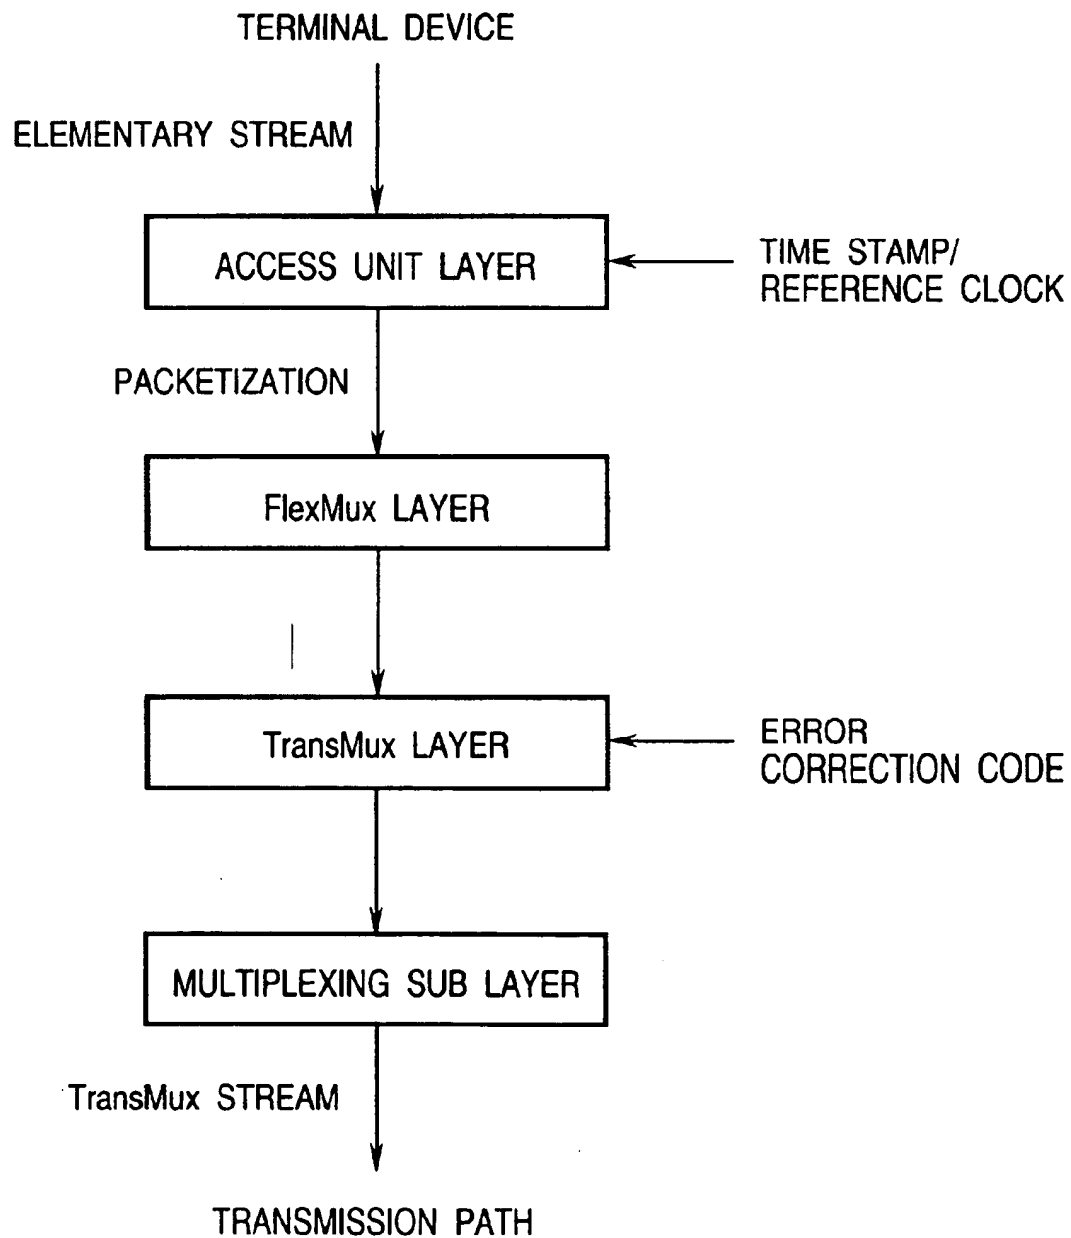 TERMINAL DEVICE
ELEMENTARY STREAM
ACCESS UNIT LAYER
TIME STAMP/
REFERENCE CLOCK
PACKETIZATION
FlexMux LAYER
TransMux LAYER
ERROR
CORRECTION CODE
MULTIPLEXING SUB LAYER
TransMux STREAM
TRANSMISSION PATH